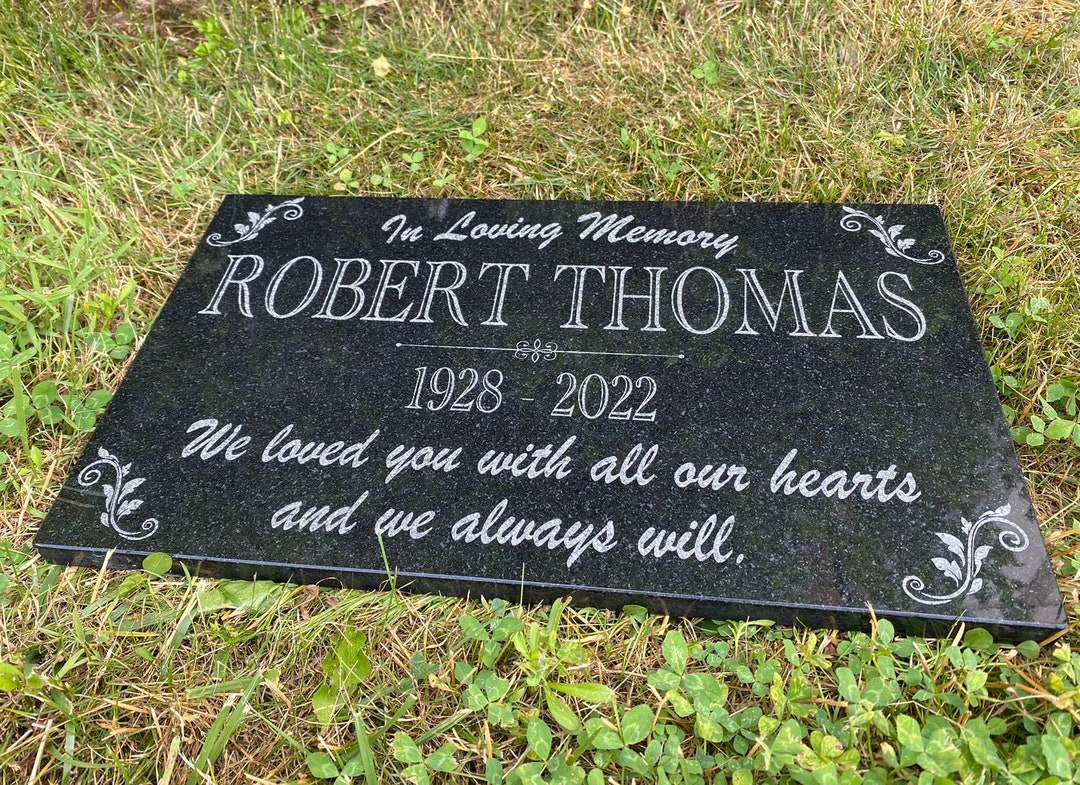 In Loving Memory
ROBERT THOMAS
1928 - 2022
We loved you with all our hearts
and we always will.